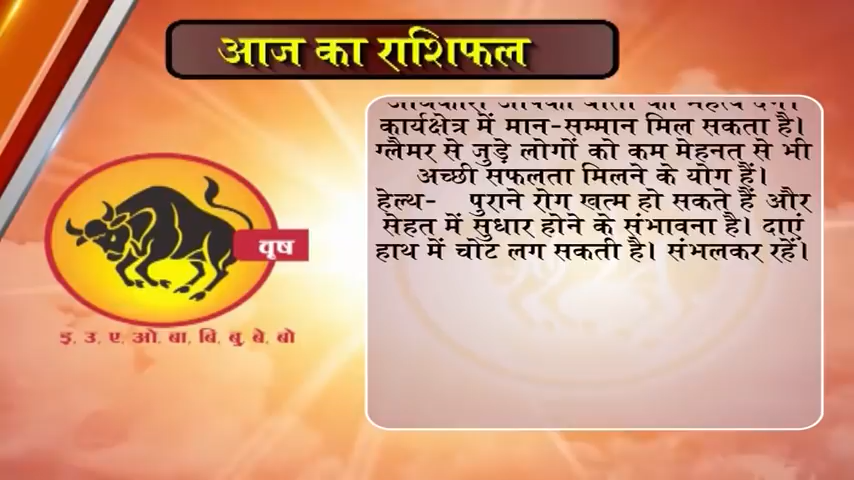 आज का राशिफल
कार्यक्षेत्र में मान-सम्मान मिल सकता है।
ग्लैमर से जुड़े लोगों को कम मेहनत से भी
अच्छी सफलता मिलने के योग हैं।
हेल्थ- पुराने रोग खत्म हो सकते हैं और
सेहत में सुधार होने के संभावना है। दाएं
हाथ में चोट लग सकती है। संभलकर रहें।
वृष
इ, उ, ए, ओ, बा, बि, बु, बे, बो